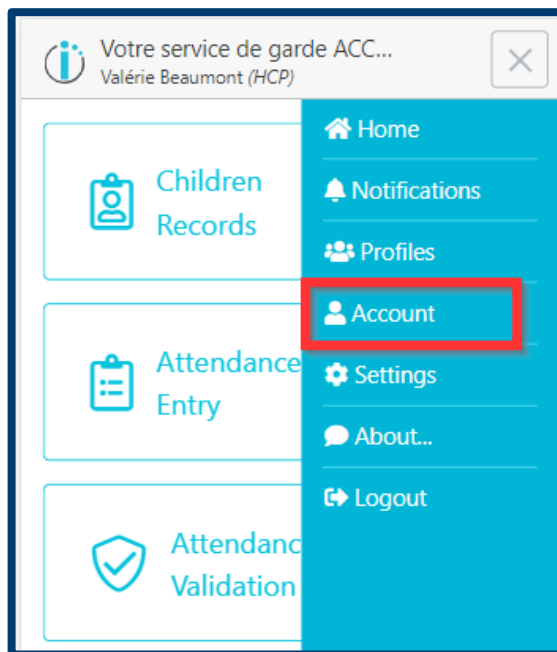 Votre service de garde ACC...
Valérie Beaumont (HCP)
Children
Records
Attendance
Entry
Attendanc
Validation
Home
Notifications
Profiles
Account
Settings
About...
Logout